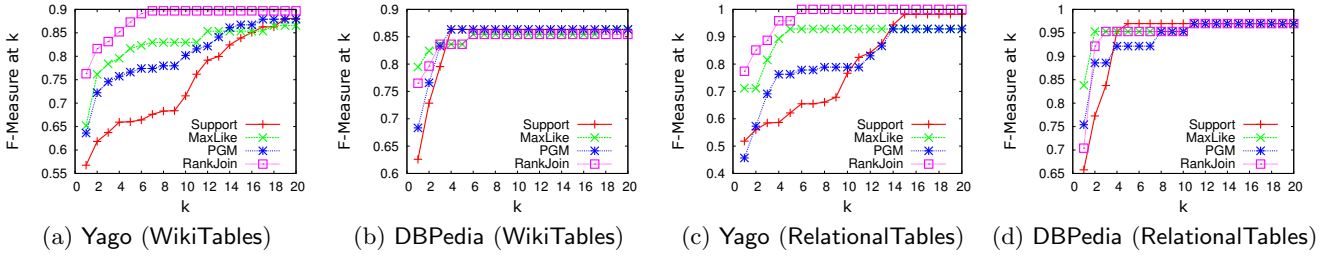 F-Measure at k
0.9
0.85
0.8
0.75
0.7
0.65
0.6
0.55
0 2 4 6 8 10 12 14 16 18 20
k
Support
MaxLike
PGM
RankJoin
(a) Yago (WikiTables)
F-Measure at k
0.95
0.9
0.85
0.8
0.75
0.7
0.65
0.6
0 2 4 6 8 10 12 14 16 18 20
k
Support
MaxLike
PGM
RankJoin
(b) DBPedia (WikiTables)
F-Measure at k
1
0.9
0.8
0.7
0.6
0.5
0.4
0 2 4 6 8 10 12 14 16 18 20
k
Support
MaxLike
PGM
RankJoin
(c) Yago (RelationalTables)
F-Measure at k
1
0.95
0.9
0.85
0.8
0.75
0.7
0.65
0 2 4 6 8 10 12 14 16 18 20
k
Support
MaxLike
PGM
RankJoin
(d) DBPedia (RelationalTables)